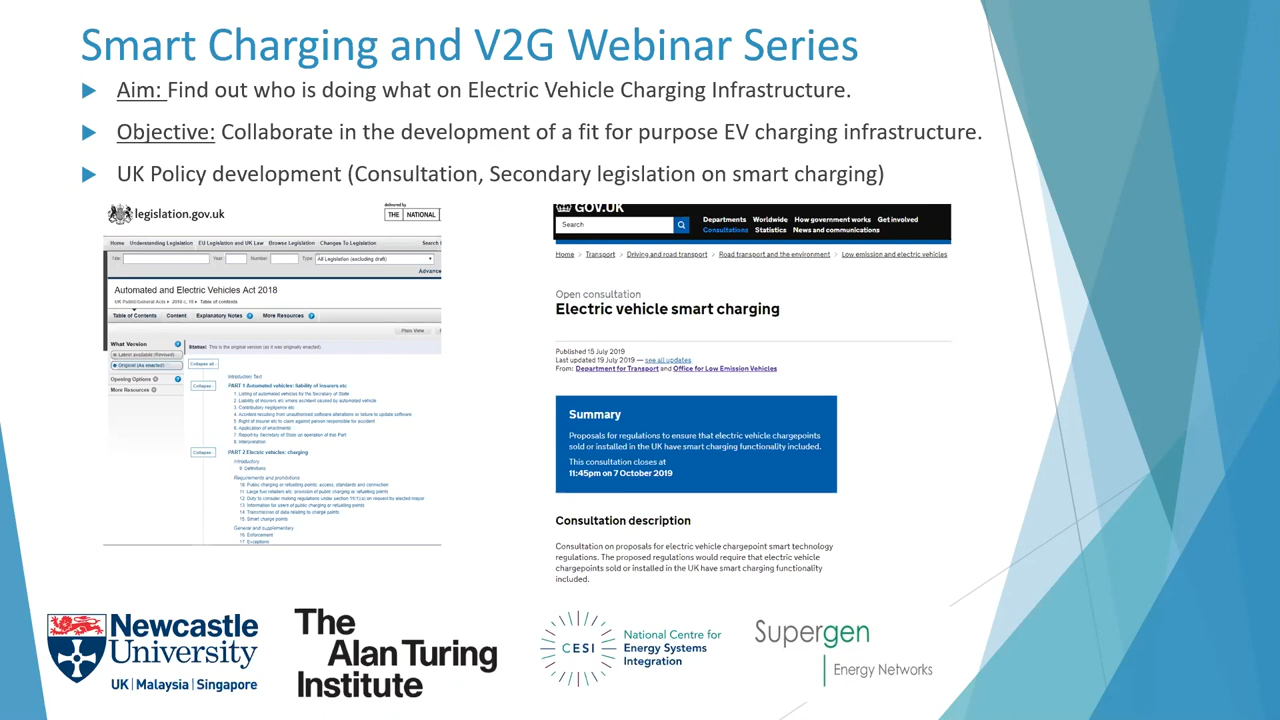 Smart Charging and V2G Webinar Series
Aim: Find out who is doing what on Electric Vehicle Charging Infrastructure.
Objective: Collaborate in the development of a fit for purpose EV charging infrastructure.
UK Policy development (Consultation, Secondary legislation on smart charging)
legislation.gov.uk
delivered by
THE NATIONAL
Home Understanding Legislation EU Legislation and UK Law Browse Legislation Changes To Legislation Search
Title: Year: Number: Type: All Legislation (excluding draft)
Advance
Automated and Electric Vehicles Act 2018
UK Public General Acts 2018 c. 18 Table of contents
Table of Contents Content Explanatory Notes ? More Resources ?
Plain View
What Version ?
Latest available (Revised)
Original (As enacted)
Opening Options ?
More Resources
Status: This is the original version (as it was originally enacted).
Collapse all -
Introductory Text
Collapse -
PART 1 Automated vehicles: liability of insurers etc
1. Listing of automated vehicles by the Secretary of State
2. Liability of insurers etc where accident caused by automated vehicle
3. Contributory negligence etc
4. Accident resulting from unauthorised software alterations or failure to update software
5. Right of insurer etc to claim against person responsible for accident
6. Application of enactments
7. Report by Secretary of State on operation of this Part
8. Interpretation
Collapse -
PART 2 Electric vehicles: charging
Introductory
9. Definitions
Requirements and prohibitions
10. Public charging or refuelling points: access, standards and connection
11. Large fuel retailers etc: provision of public charging or refuelling points
12. Duty to consider making regulations under section 11(1)(a) on request by elected mayor
13. Information for users of public charging or refuelling points
14. Transmission of data relating to charge points
15. Smart charge points
General and supplementary
16. Enforcement
17. Exceptions
GOV.UK
Search
Departments Worldwide How government works Get involved
Consultations Statistics News and communications
Home > Transport > Driving and road transport > Road transport and the environment > Low emission and electric vehicles
Open consultation
Electric vehicle smart charging
Published 15 July 2019
Last updated 19 July 2019 — see all updates
From: Department for Transport and Office for Low Emission Vehicles
Summary
Proposals for regulations to ensure that electric vehicle chargepoints
sold or installed in the UK have smart charging functionality included.
This consultation closes at
11:45pm on 7 October 2019
Consultation description
Consultation on proposals for electric vehicle chargepoint smart technology
regulations. The proposed regulations would require that electric vehicle
chargepoints sold or installed in the UK have smart charging functionality
included.
Newcastle
University
UK | Malaysia | Singapore
The
Alan Turing
Institute
CESI
National Centre for
Energy Systems
Integration
Supergen
Energy Networks